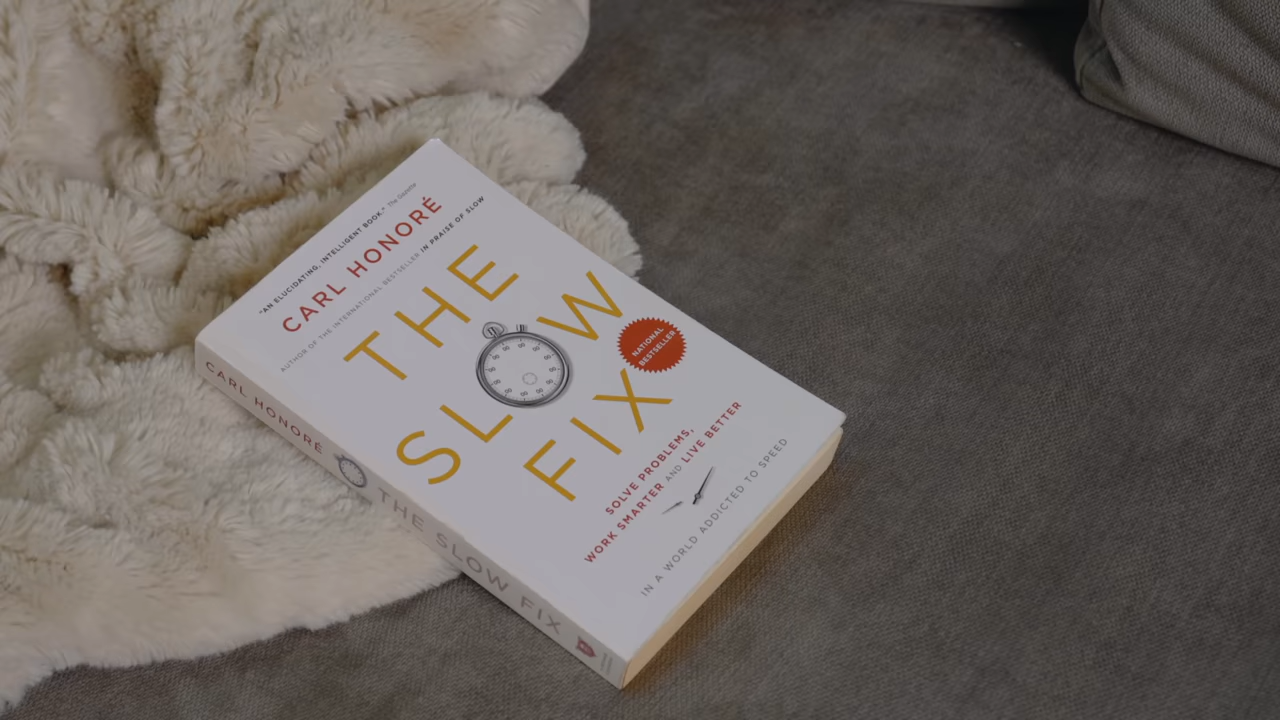 "AN ELUCIDATING, INTELLIGENT BOOK." The Gazette
CARL HONORÉ
AUTHOR OF THE INTERNATIONAL BESTSELLER IN PRAISE OF SLOW
THE
SLOW
FIX
NATIONAL
BESTSELLER
SOLVE PROBLEMS,
WORK SMARTER AND LIVE BETTER
IN A WORLD ADDICTED TO SPEED
CARL HONORÉ
THE SLOW FIX